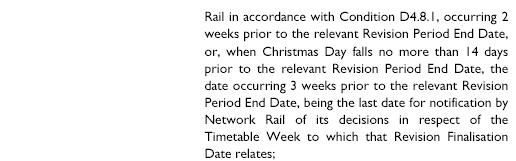 Rail in accordance with Condition D4.8.1, occurring 2
weeks prior to the relevant Revision Period End Date,
or, when Christmas Day falls no more than 14 days
prior to the relevant Revision Period End Date, the
date occurring 3 weeks prior to the relevant Revision
Period End Date, being the last date for notification by
Network Rail of its decisions in respect of the
Timetable Week to which that Revision Finalisation
Date relates;